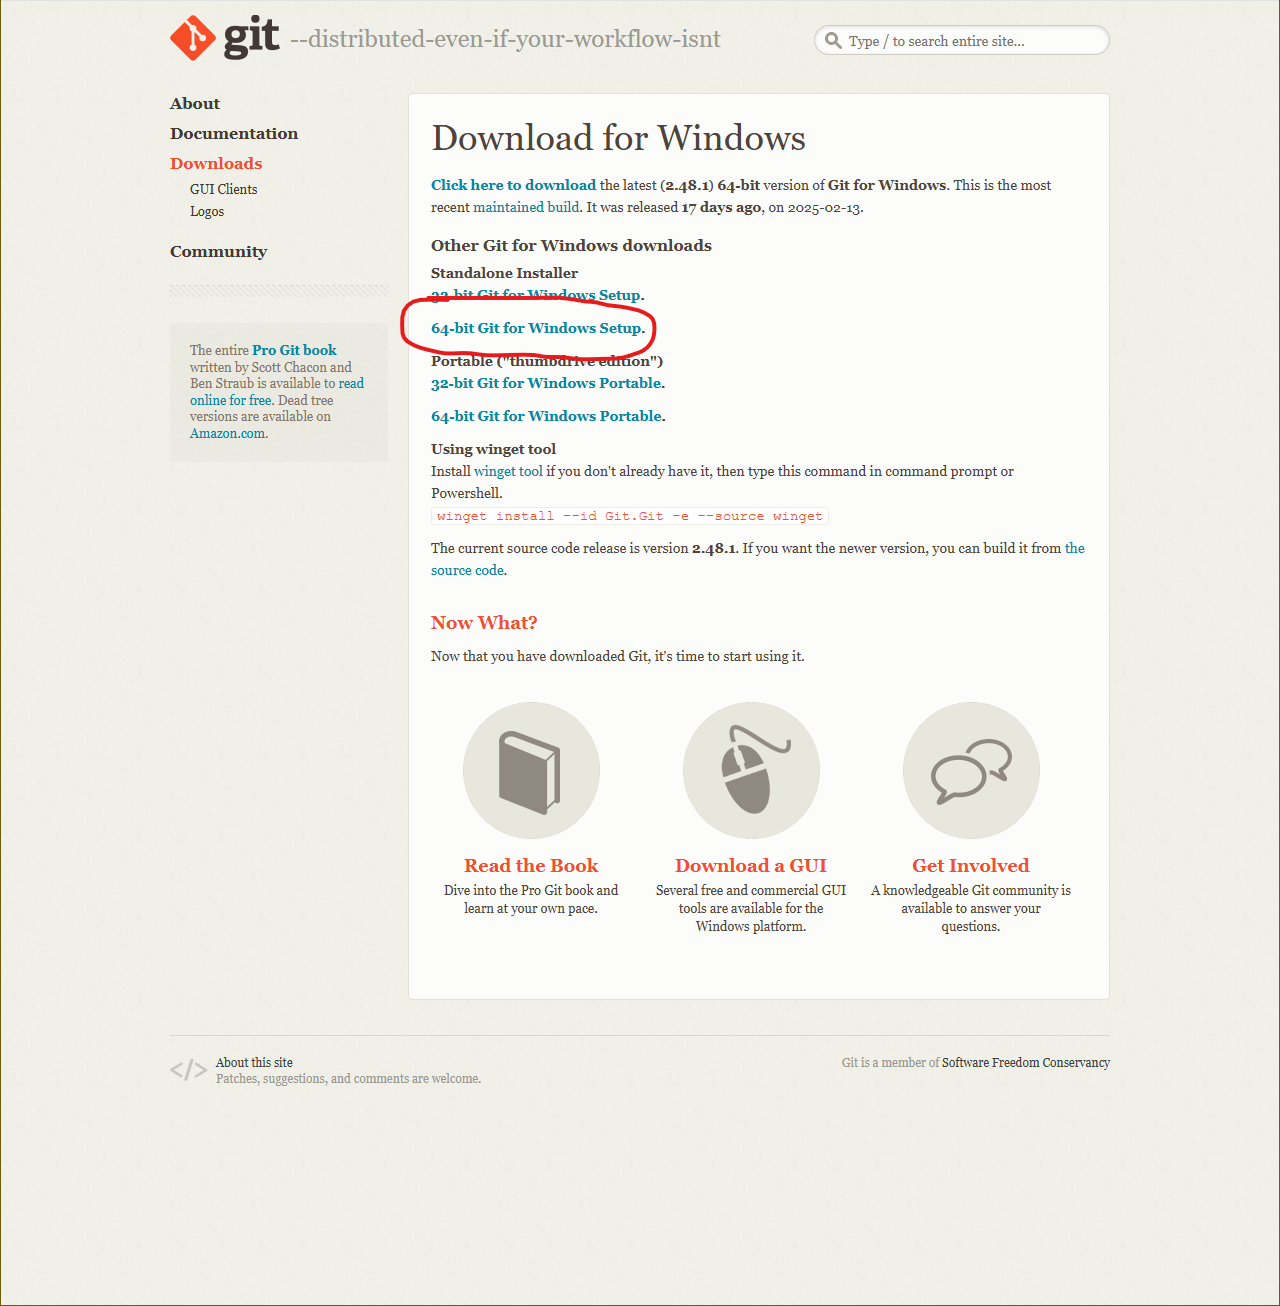 git --distributed-even-if-your-workflow-isnt
Type / to search entire site...
About
Documentation
Downloads
GUI Clients
Logos
Community
The entire Pro Git book
written by Scott Chacon and
Ben Straub is available to read
online for free. Dead tree
versions are available on
Amazon.com.
Download for Windows
Click here to download the latest (2.48.1) 64-bit version of Git for Windows. This is the most
recent maintained build. It was released 17 days ago, on 2025-02-13.
Other Git for Windows downloads
Standalone Installer
32-bit Git for Windows Setup.
64-bit Git for Windows Setup.
Portable ("thumbdrive edition")
32-bit Git for Windows Portable.
64-bit Git for Windows Portable.
Using winget tool
Install winget tool if you don't already have it, then type this command in command prompt or
Powershell.
winget install --id Git.Git -e --source winget
The current source code release is version 2.48.1. If you want the newer version, you can build it from the
source code.
Now What?
Now that you have downloaded Git, it's time to start using it.
Read the Book
Dive into the Pro Git book and
learn at your own pace.
Download a GUI
Several free and commercial GUI
tools are available for the
Windows platform.
Get Involved
A knowledgeable Git community is
available to answer your
questions.
</> About this site
Patches, suggestions, and comments are welcome.
Git is a member of Software Freedom Conservancy